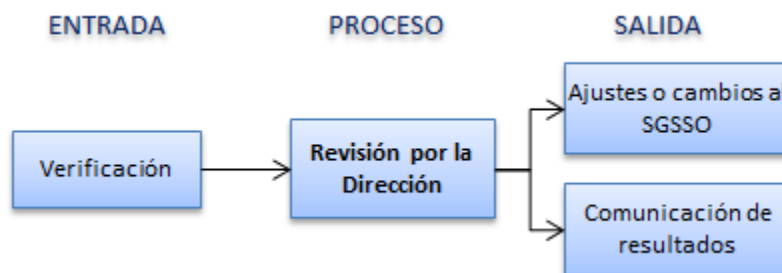 ENTRADA
PROCESO
SALIDA
Verificación
Revisión por la
Dirección
Ajustes o cambios al
SGSSO
Comunicación de
resultados